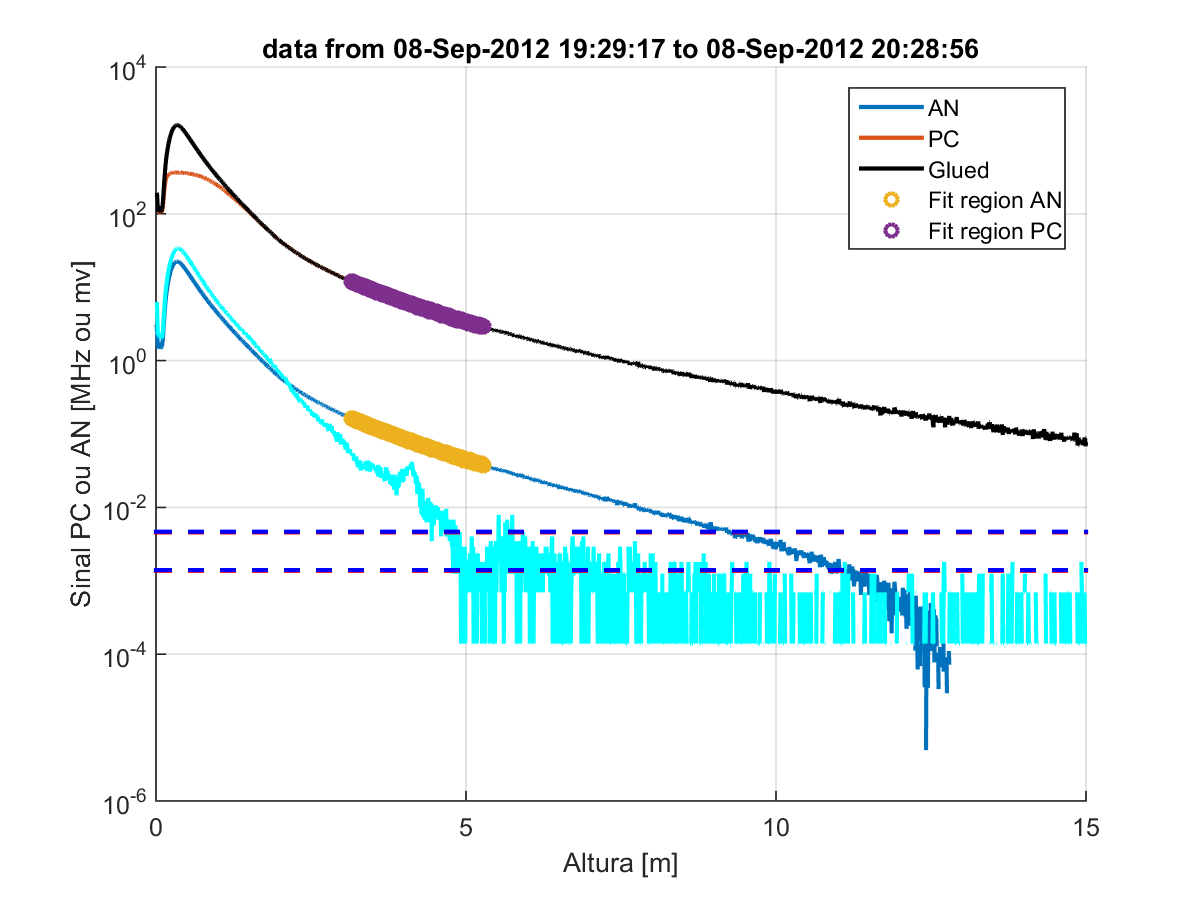 data from 08-Sep-2012 19:29:17 to 08-Sep-2012 20:28:56
Sinal PC ou AN [MHz ou mv]
10^4
10^2
10^0
10^-2
10^-4
10^-6
AN
PC
Glued
Fit region AN
Fit region PC
0 5 10 15
Altura [m]